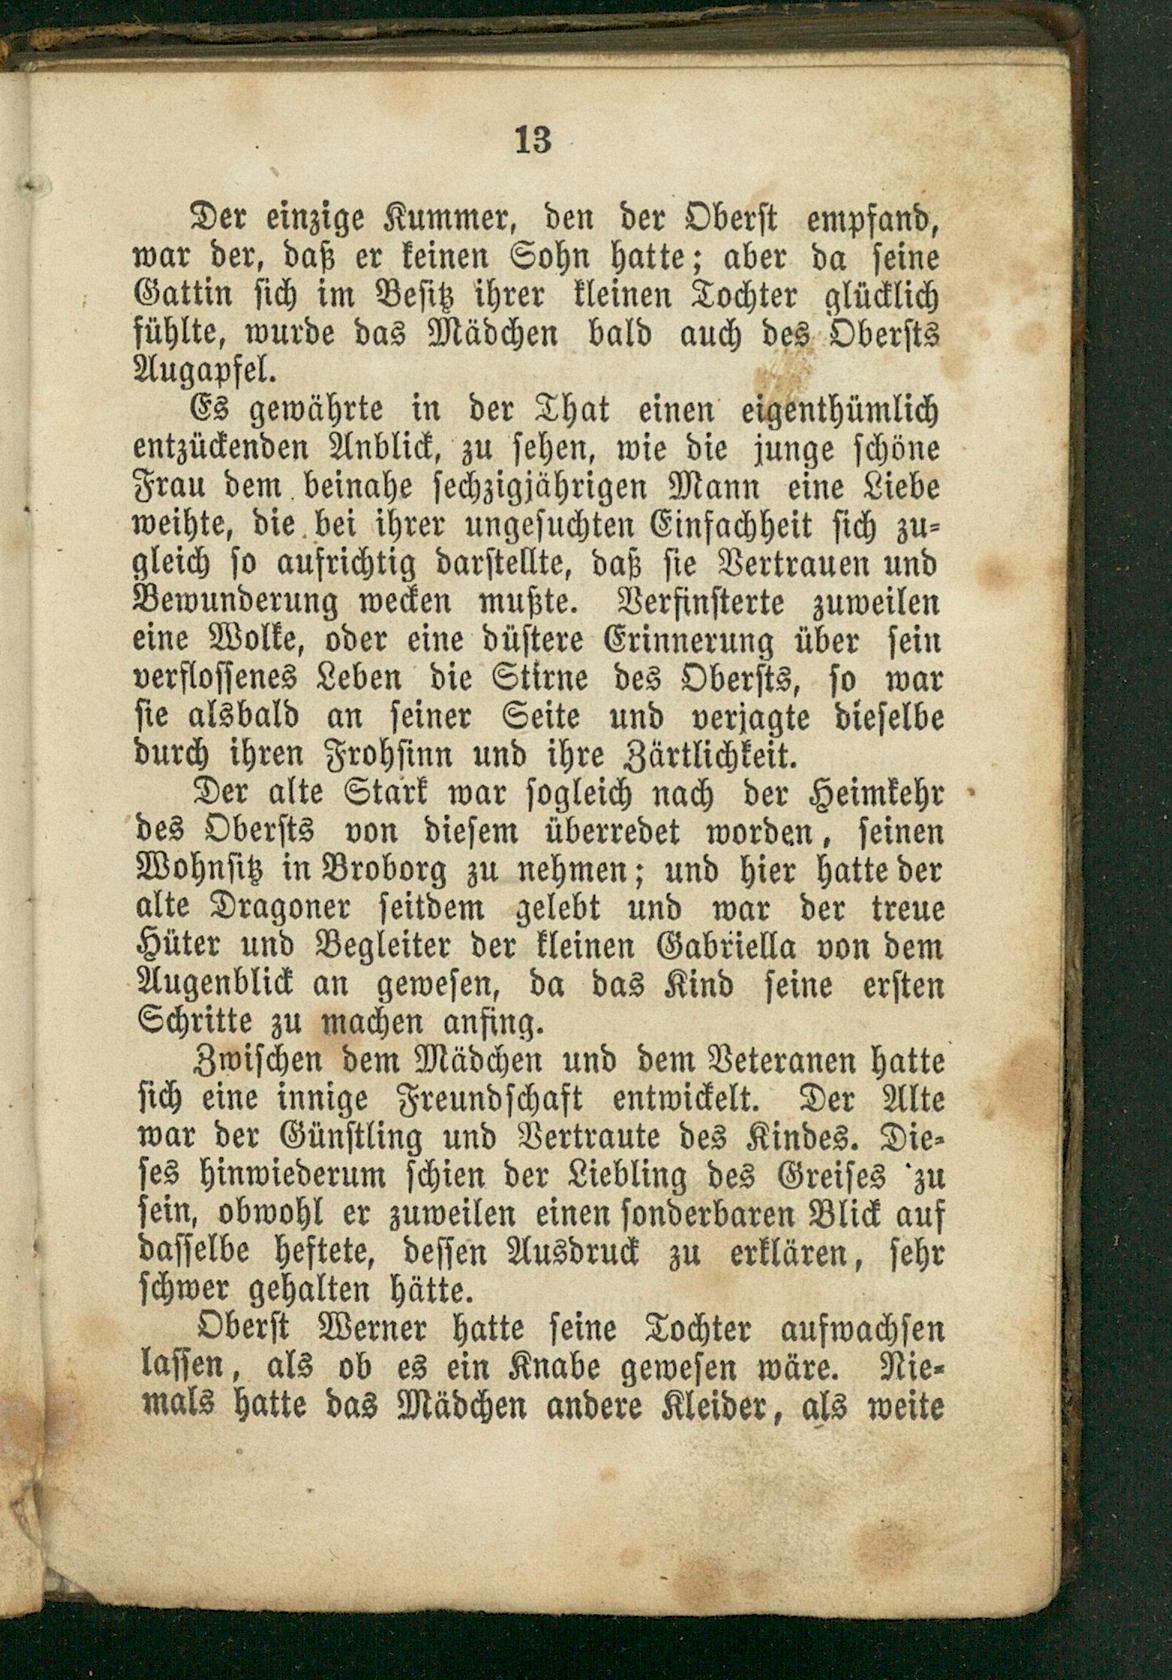 13
Der einzige Kummer, den der Oberst empfand,
war der, daß er keinen Sohn hatte; aber da seine
Gattin sich im Besitz ihrer kleinen Tochter glücklich
fühlte, wurde das Mädchen bald auch des Obersts
Augapfel.
Es gewährte in der That einen eigenthümlich
entzückenden Anblick, zu sehen, wie die junge schöne
Frau dem beinahe sechzigjährigen Mann eine Liebe
weihte, die bei ihrer ungesuchten Einfachheit sich zu-
gleich so aufrichtig darstellte, daß sie Vertrauen und
Bewunderung wecken mußte. Verfinsterte zuweilen
eine Wolke, oder eine düstere Erinnerung über sein
verflossenes Leben die Stirne des Obersts, so war
sie alsbald an seiner Seite und verjagte dieselbe
durch ihren Frohsinn und ihre Zärtlichkeit.
Der alte Stark war sogleich nach der Heimkehr
des Obersts von diesem überredet worden, seinen
Wohnsitz in Broborg zu nehmen; und hier hatte der
alte Dragoner seitdem gelebt und war der treue
Hüter und Begleiter der kleinen Gabriella von dem
Augenblick an gewesen, da das Kind seine ersten
Schritte zu machen anfing.
Zwischen dem Mädchen und dem Veteranen hatte
sich eine innige Freundschaft entwickelt. Der Alte
war der Günstling und Vertraute des Kindes. Die-
ses hinwiederum schien der Liebling des Greises zu
sein, obwohl er zuweilen einen sonderbaren Blick auf
dasselbe heftete, dessen Ausdruck zu erklären, sehr
schwer gehalten hätte.
Oberst Werner hatte seine Tochter aufwachsen
lassen, als ob es ein Knabe gewesen wäre. Nie-
mals hatte das Mädchen andere Kleider, als weite